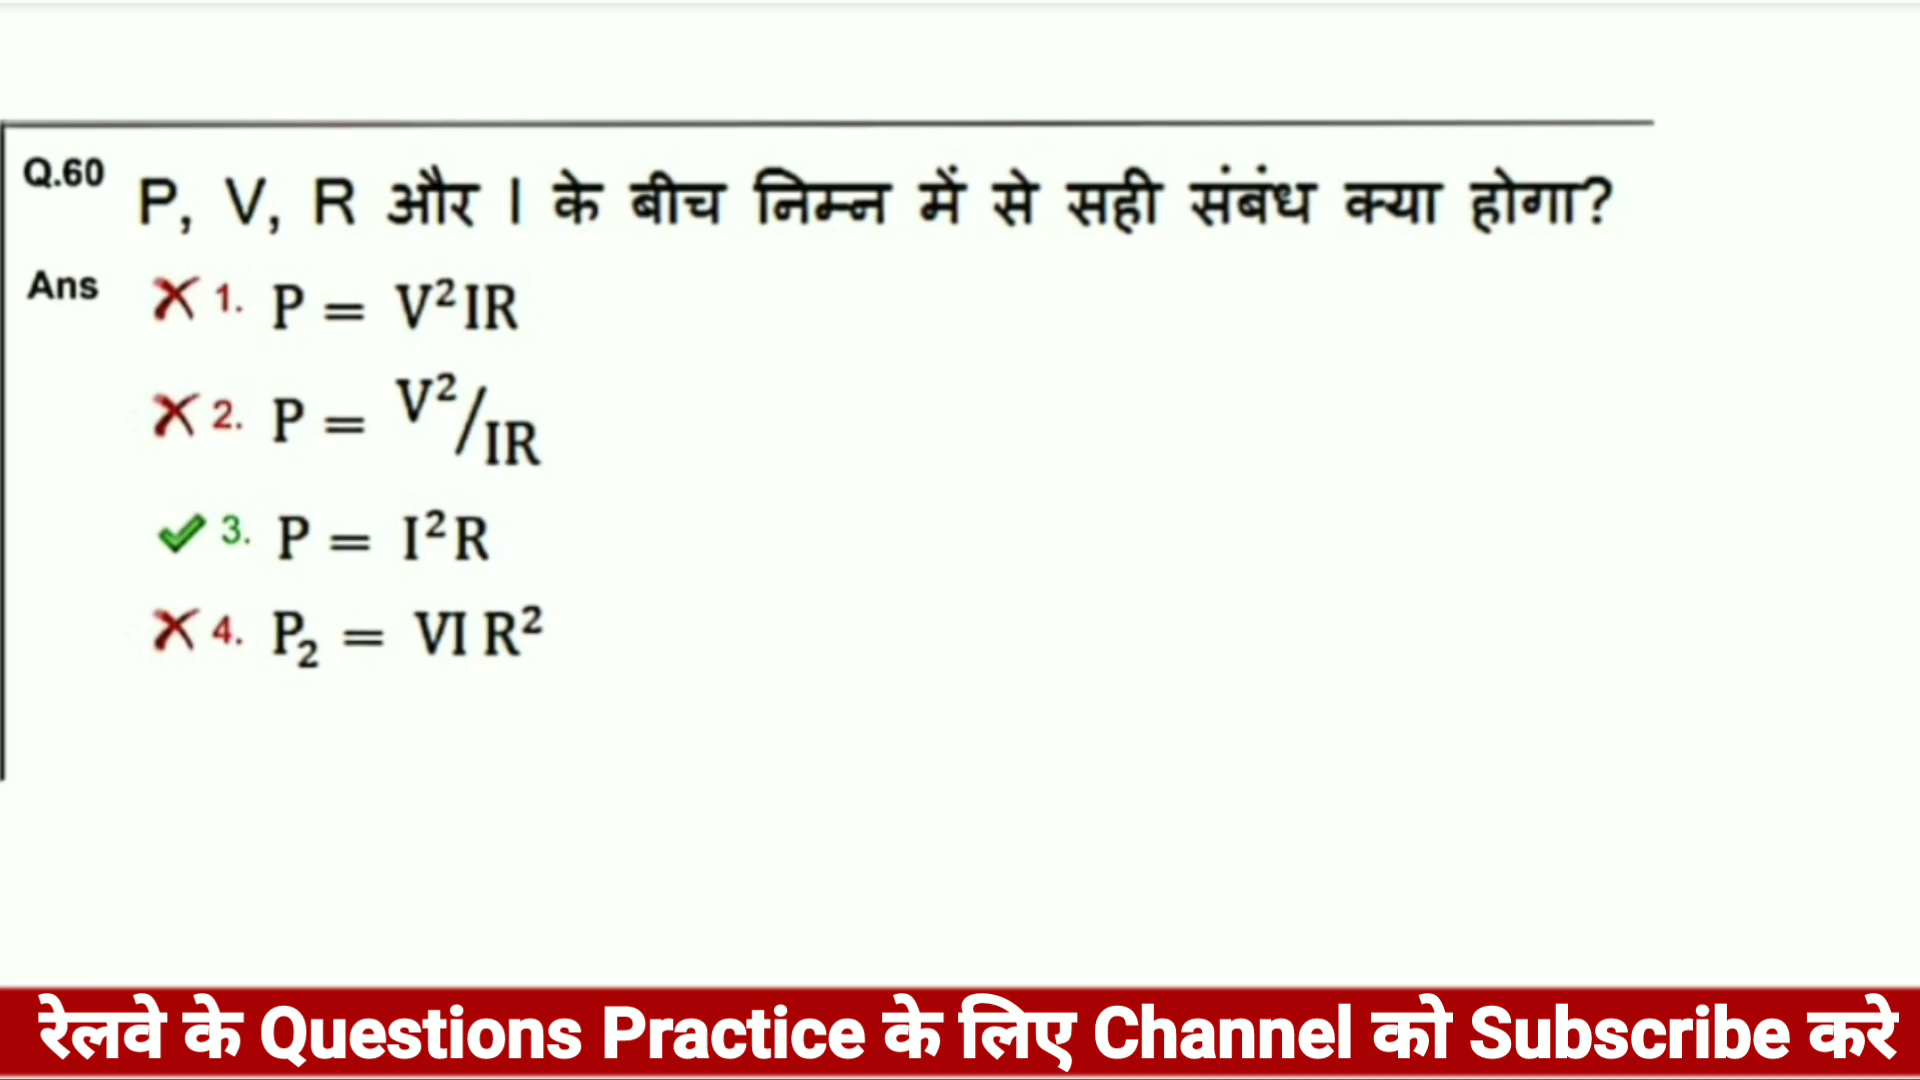 Q.60 P, V, R और I के बीच निम्न में से सही संबंध क्या होगा?
Ans 1. P = V²IR
2. P = V²/IR
3. P = I²R
4. P₂ = VI R²
रेलवे के Questions Practice के लिए Channel को Subscribe करे